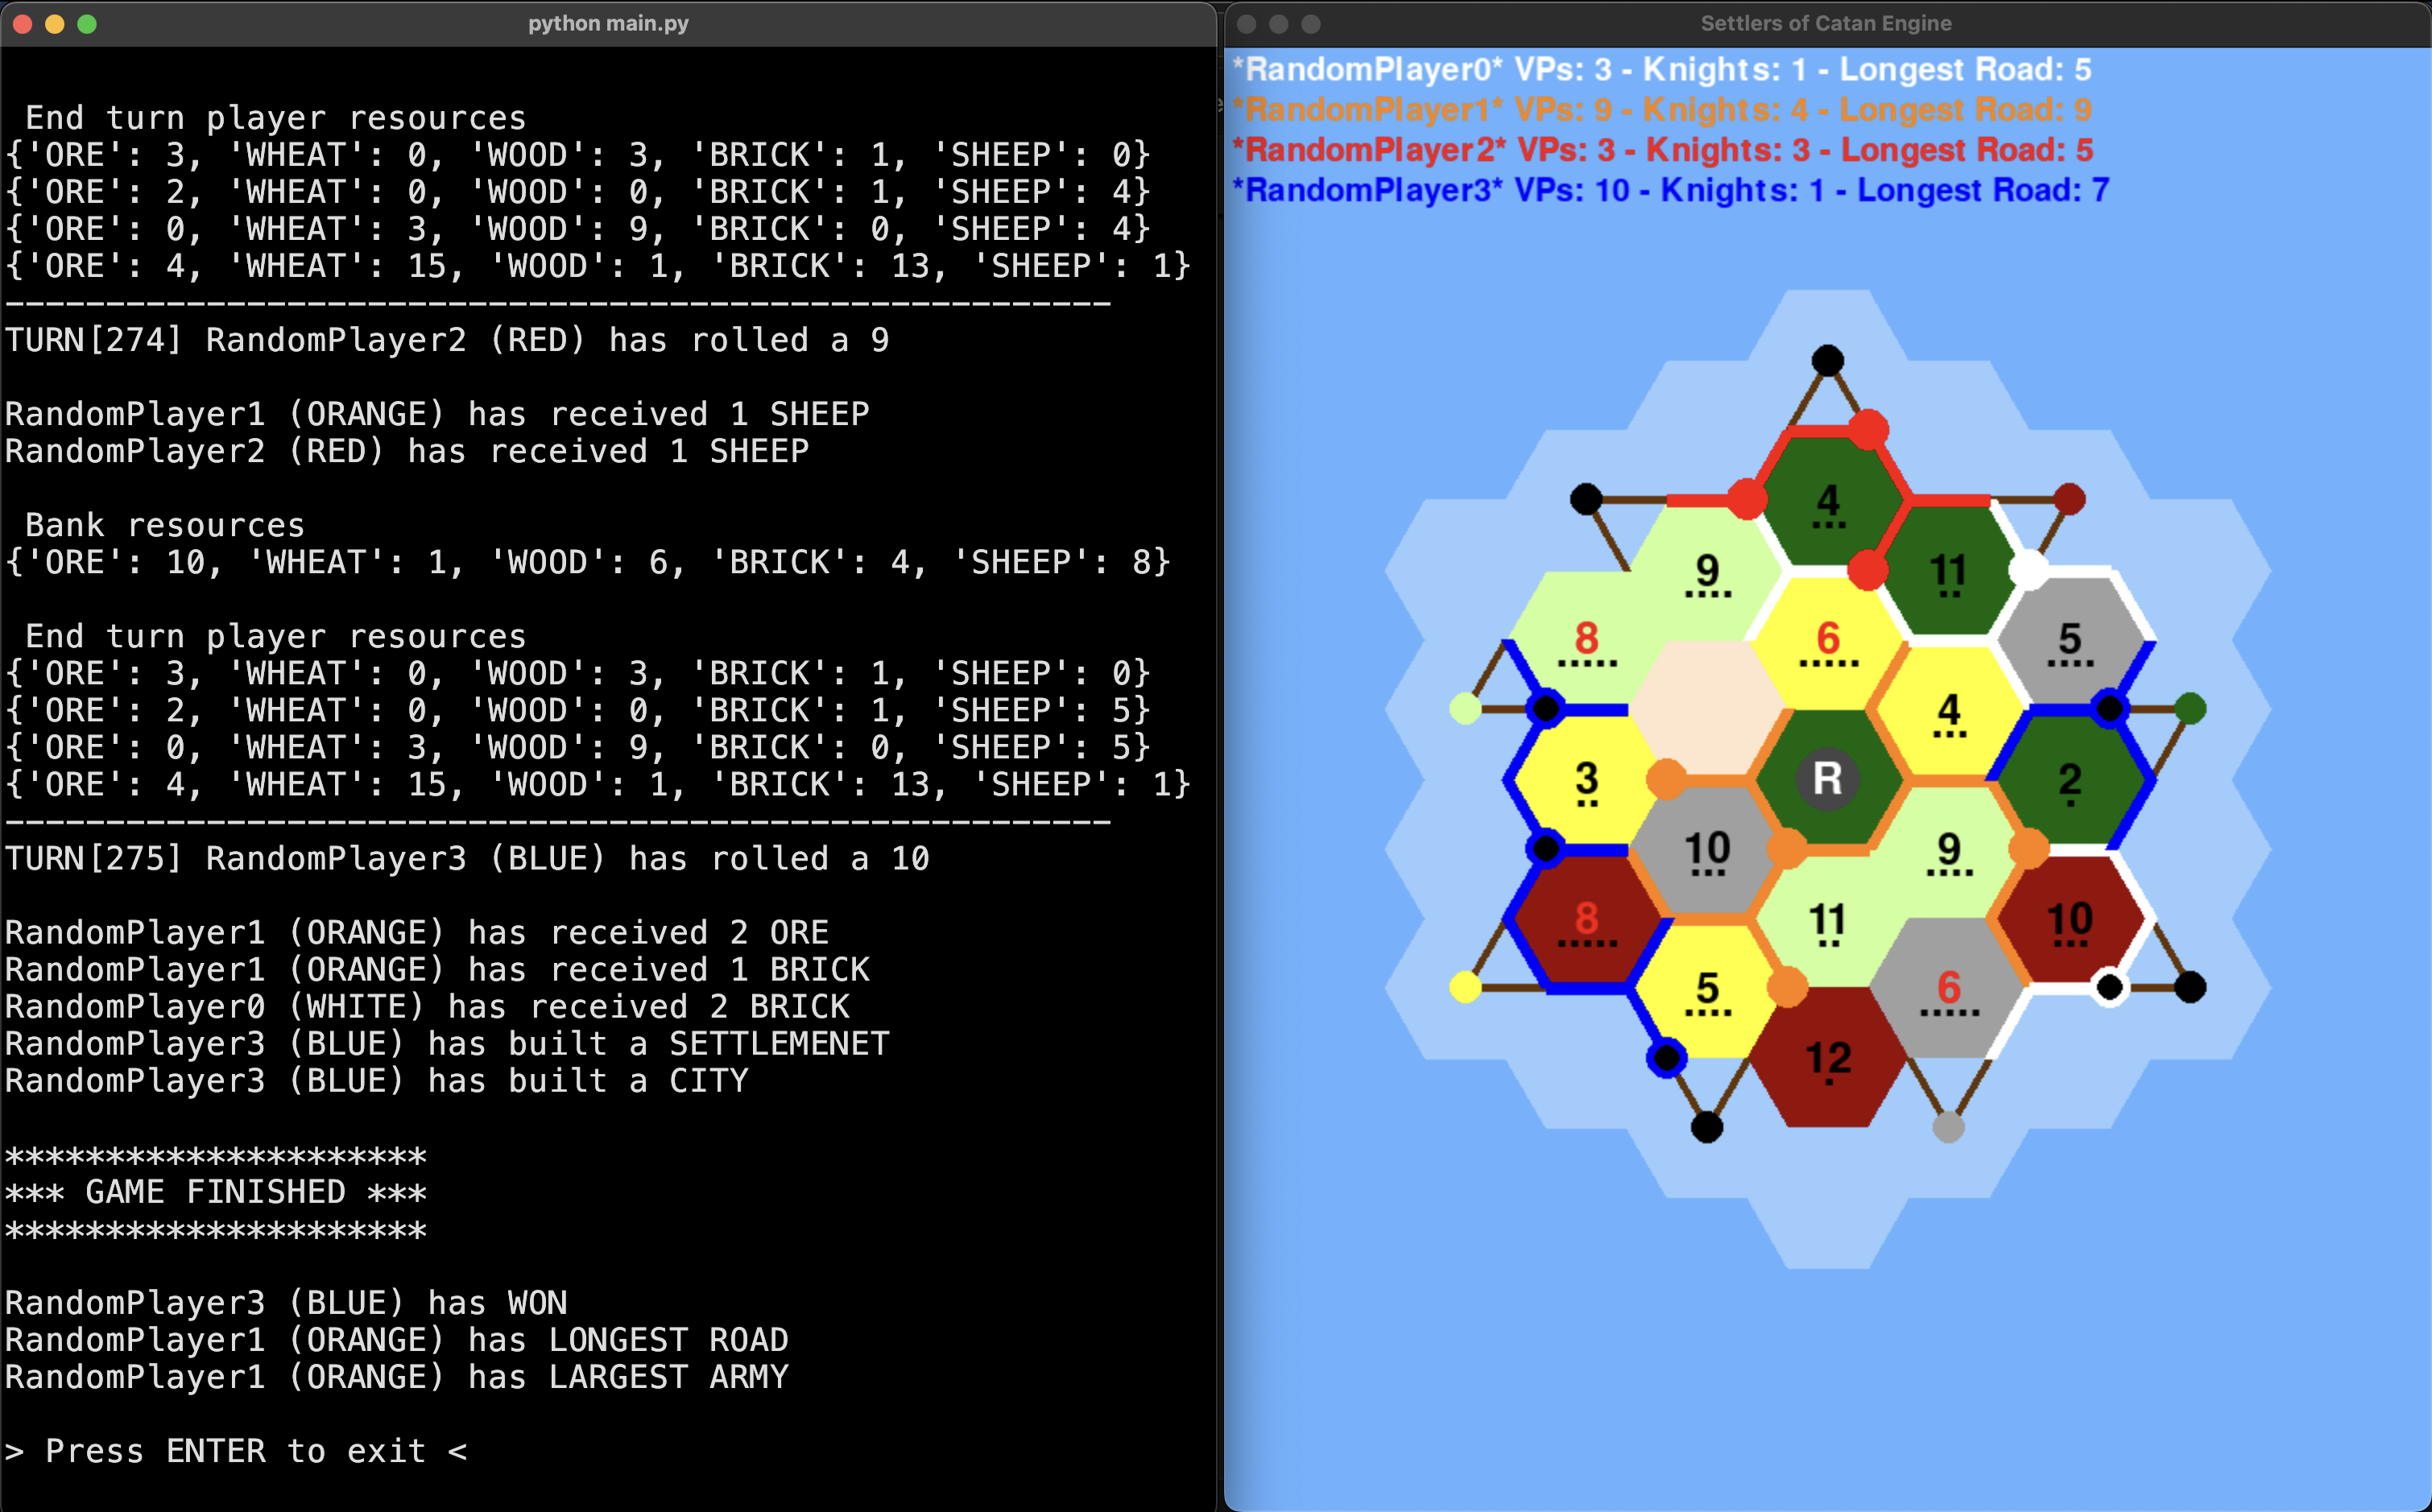 python main.py
End turn player resources
{'ORE': 3, 'WHEAT': 0, 'WOOD': 3, 'BRICK': 1, 'SHEEP': 0}
{'ORE': 2, 'WHEAT': 0, 'WOOD': 0, 'BRICK': 1, 'SHEEP': 4}
{'ORE': 0, 'WHEAT': 3, 'WOOD': 9, 'BRICK': 0, 'SHEEP': 4}
{'ORE': 4, 'WHEAT': 15, 'WOOD': 1, 'BRICK': 13, 'SHEEP': 1}
-------------------------------------------------------
TURN[274] RandomPlayer2 (RED) has rolled a 9
RandomPlayer1 (ORANGE) has received 1 SHEEP
RandomPlayer2 (RED) has received 1 SHEEP
Bank resources
{'ORE': 10, 'WHEAT': 1, 'WOOD': 6, 'BRICK': 4, 'SHEEP': 8}
End turn player resources
{'ORE': 3, 'WHEAT': 0, 'WOOD': 3, 'BRICK': 1, 'SHEEP': 0}
{'ORE': 2, 'WHEAT': 0, 'WOOD': 0, 'BRICK': 1, 'SHEEP': 5}
{'ORE': 0, 'WHEAT': 3, 'WOOD': 9, 'BRICK': 0, 'SHEEP': 5}
{'ORE': 4, 'WHEAT': 15, 'WOOD': 1, 'BRICK': 13, 'SHEEP': 1}
-------------------------------------------------------
TURN[275] RandomPlayer3 (BLUE) has rolled a 10
RandomPlayer1 (ORANGE) has received 2 ORE
RandomPlayer1 (ORANGE) has received 1 BRICK
RandomPlayer0 (WHITE) has received 2 BRICK
RandomPlayer3 (BLUE) has built a SETTLEMENET
RandomPlayer3 (BLUE) has built a CITY
*********************
*** GAME FINISHED ***
*********************
RandomPlayer3 (BLUE) has WON
RandomPlayer1 (ORANGE) has LONGEST ROAD
RandomPlayer1 (ORANGE) has LARGEST ARMY
> Press ENTER to exit <
Settlers of Catan Engine
*RandomPlayer0* VPs: 3 - Knights: 1 - Longest Road: 5
*RandomPlayer1* VPs: 9 - Knights: 4 - Longest Road: 9
*RandomPlayer2* VPs: 3 - Knights: 3 - Longest Road: 5
*RandomPlayer3* VPs: 10 - Knights: 1 - Longest Road: 7
4
9 11
8 6 5
4
3 R 2
10 9
8 11 10
5 6
12